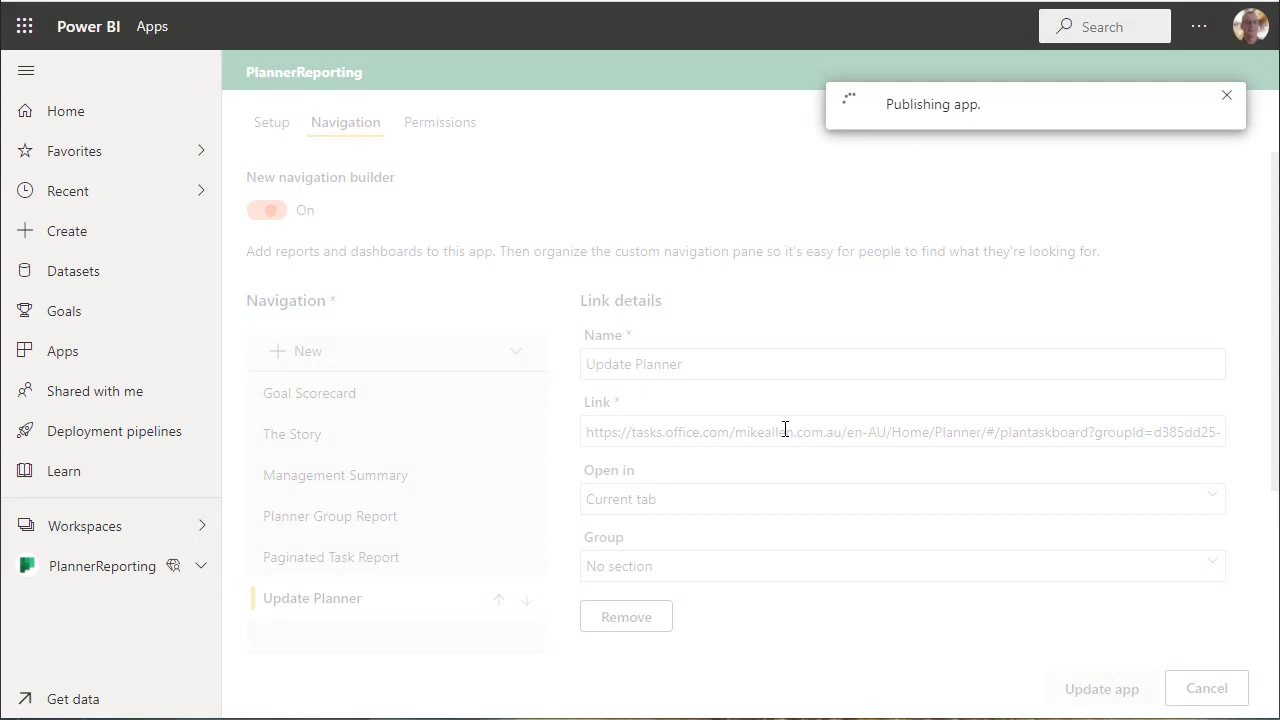 Power BI Apps
Search
PlannerReporting
Publishing app.
Home
Favorites
Recent
Create
Datasets
Goals
Apps
Shared with me
Deployment pipelines
Learn
Workspaces
PlannerReporting
Get data
Setup Navigation Permissions
New navigation builder
On
Add reports and dashboards to this app. Then organize the custom navigation pane so it's easy for people to find what they're looking for.
Navigation *
New
Goal Scorecard
The Story
Management Summary
Planner Group Report
Paginated Task Report
Update Planner
Link details
Name *
Update Planner
Link *
https://tasks.office.com/mikeallen.com.au/en-AU/Home/Planner/#/plantaskboard?groupId=d385dd25-
Open in
Current tab
Group
No section
Remove
Update app Cancel